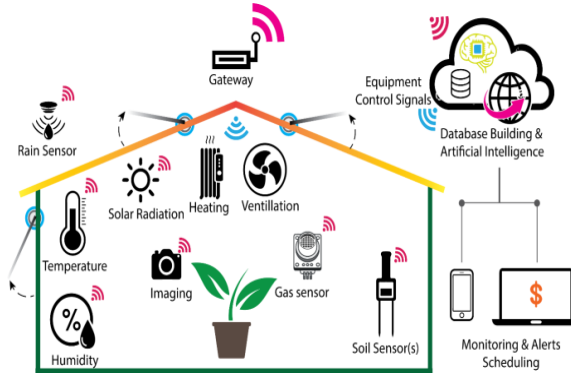 Gateway
Equipment
Control Signals
Database Building &
Artificial Intelligence
Rain Sensor
Solar Radiation
Heating
Ventillation
Temperature
Imaging
Gas sensor
%
Humidity
Soil Sensor(s)
$
Monitoring & Alerts
Scheduling